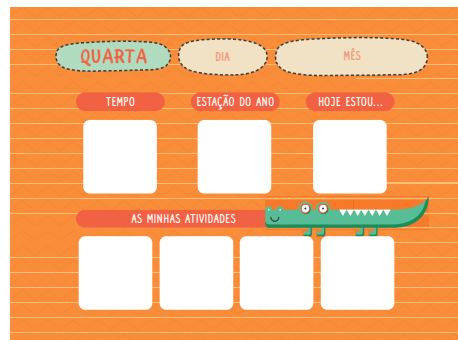 QUARTA DIA MÊS
TEMPO ESTAÇÃO DO ANO HOJE ESTOU...
AS MINHAS ATIVIDADES